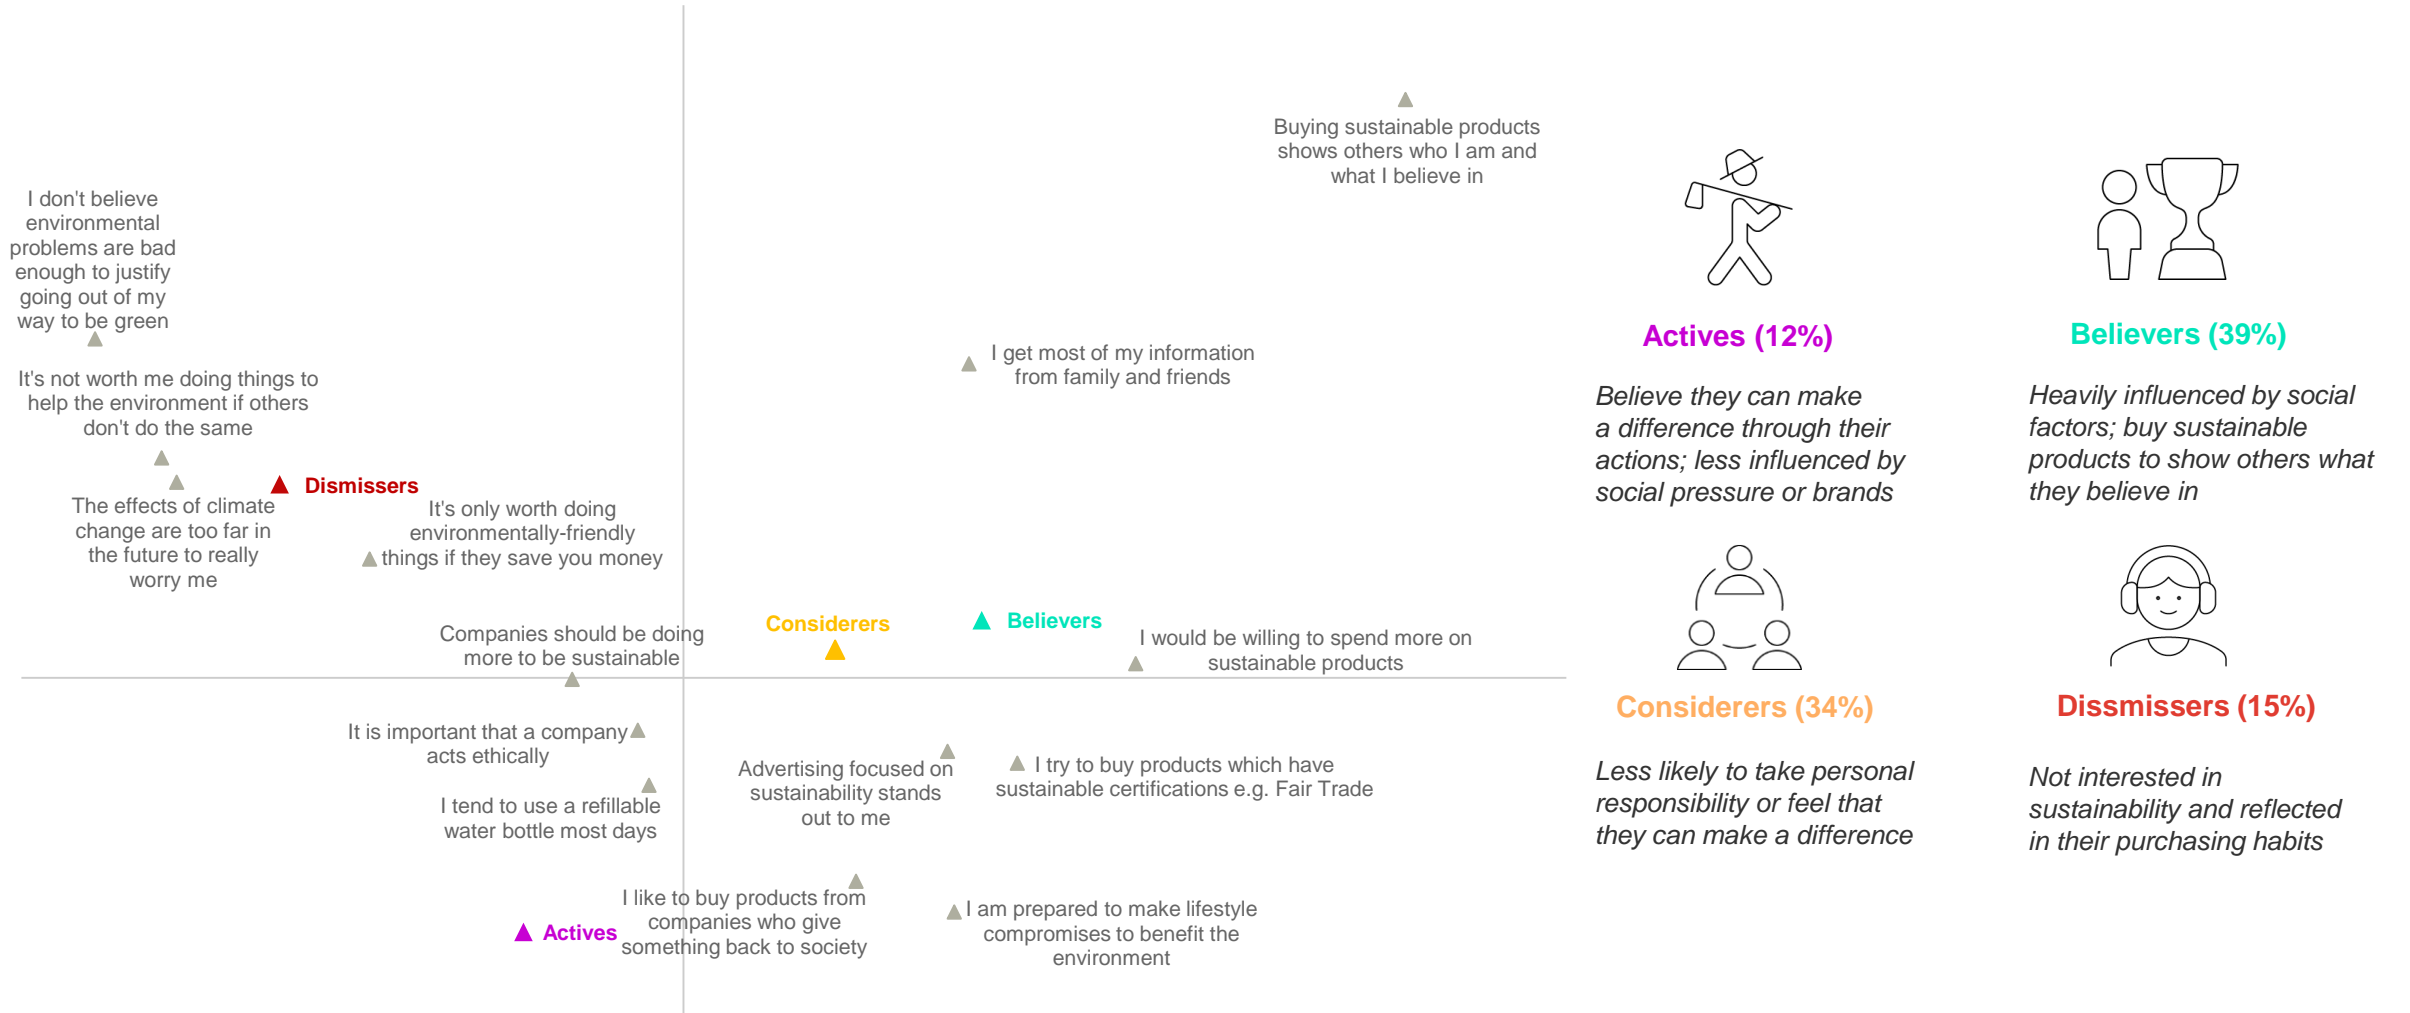 Buying sustainable products
shows others who I am and
what I believe in
I don't believe
environmental
problems are bad
enough to justify
going out of my
way to be green
I get most of my information
from family and friends
It's not worth me doing things to
help the environment if others
don't do the same
Dismissers
The effects of climate
change are too far in
the future to really
worry me
It's only worth doing
environmentally-friendly
things if they save you money
Considerers
Believers
Companies should be doing
more to be sustainable
I would be willing to spend more on
sustainable products
It is important that a company
acts ethically
Advertising focused on
sustainability stands
out to me
I try to buy products which have
sustainable certifications e.g. Fair Trade
I tend to use a refillable
water bottle most days
I like to buy products from
companies who give
something back to society
Actives
I am prepared to make lifestyle
compromises to benefit the
environment
Actives (12%)
Believe they can make
a difference through their
actions; less influenced by
social pressure or brands
Believers (39%)
Heavily influenced by social
factors; buy sustainable
products to show others what
they believe in
Considerers (34%)
Less likely to take personal
responsibility or feel that
they can make a difference
Dissmissers (15%)
Not interested in
sustainability and reflected
in their purchasing habits